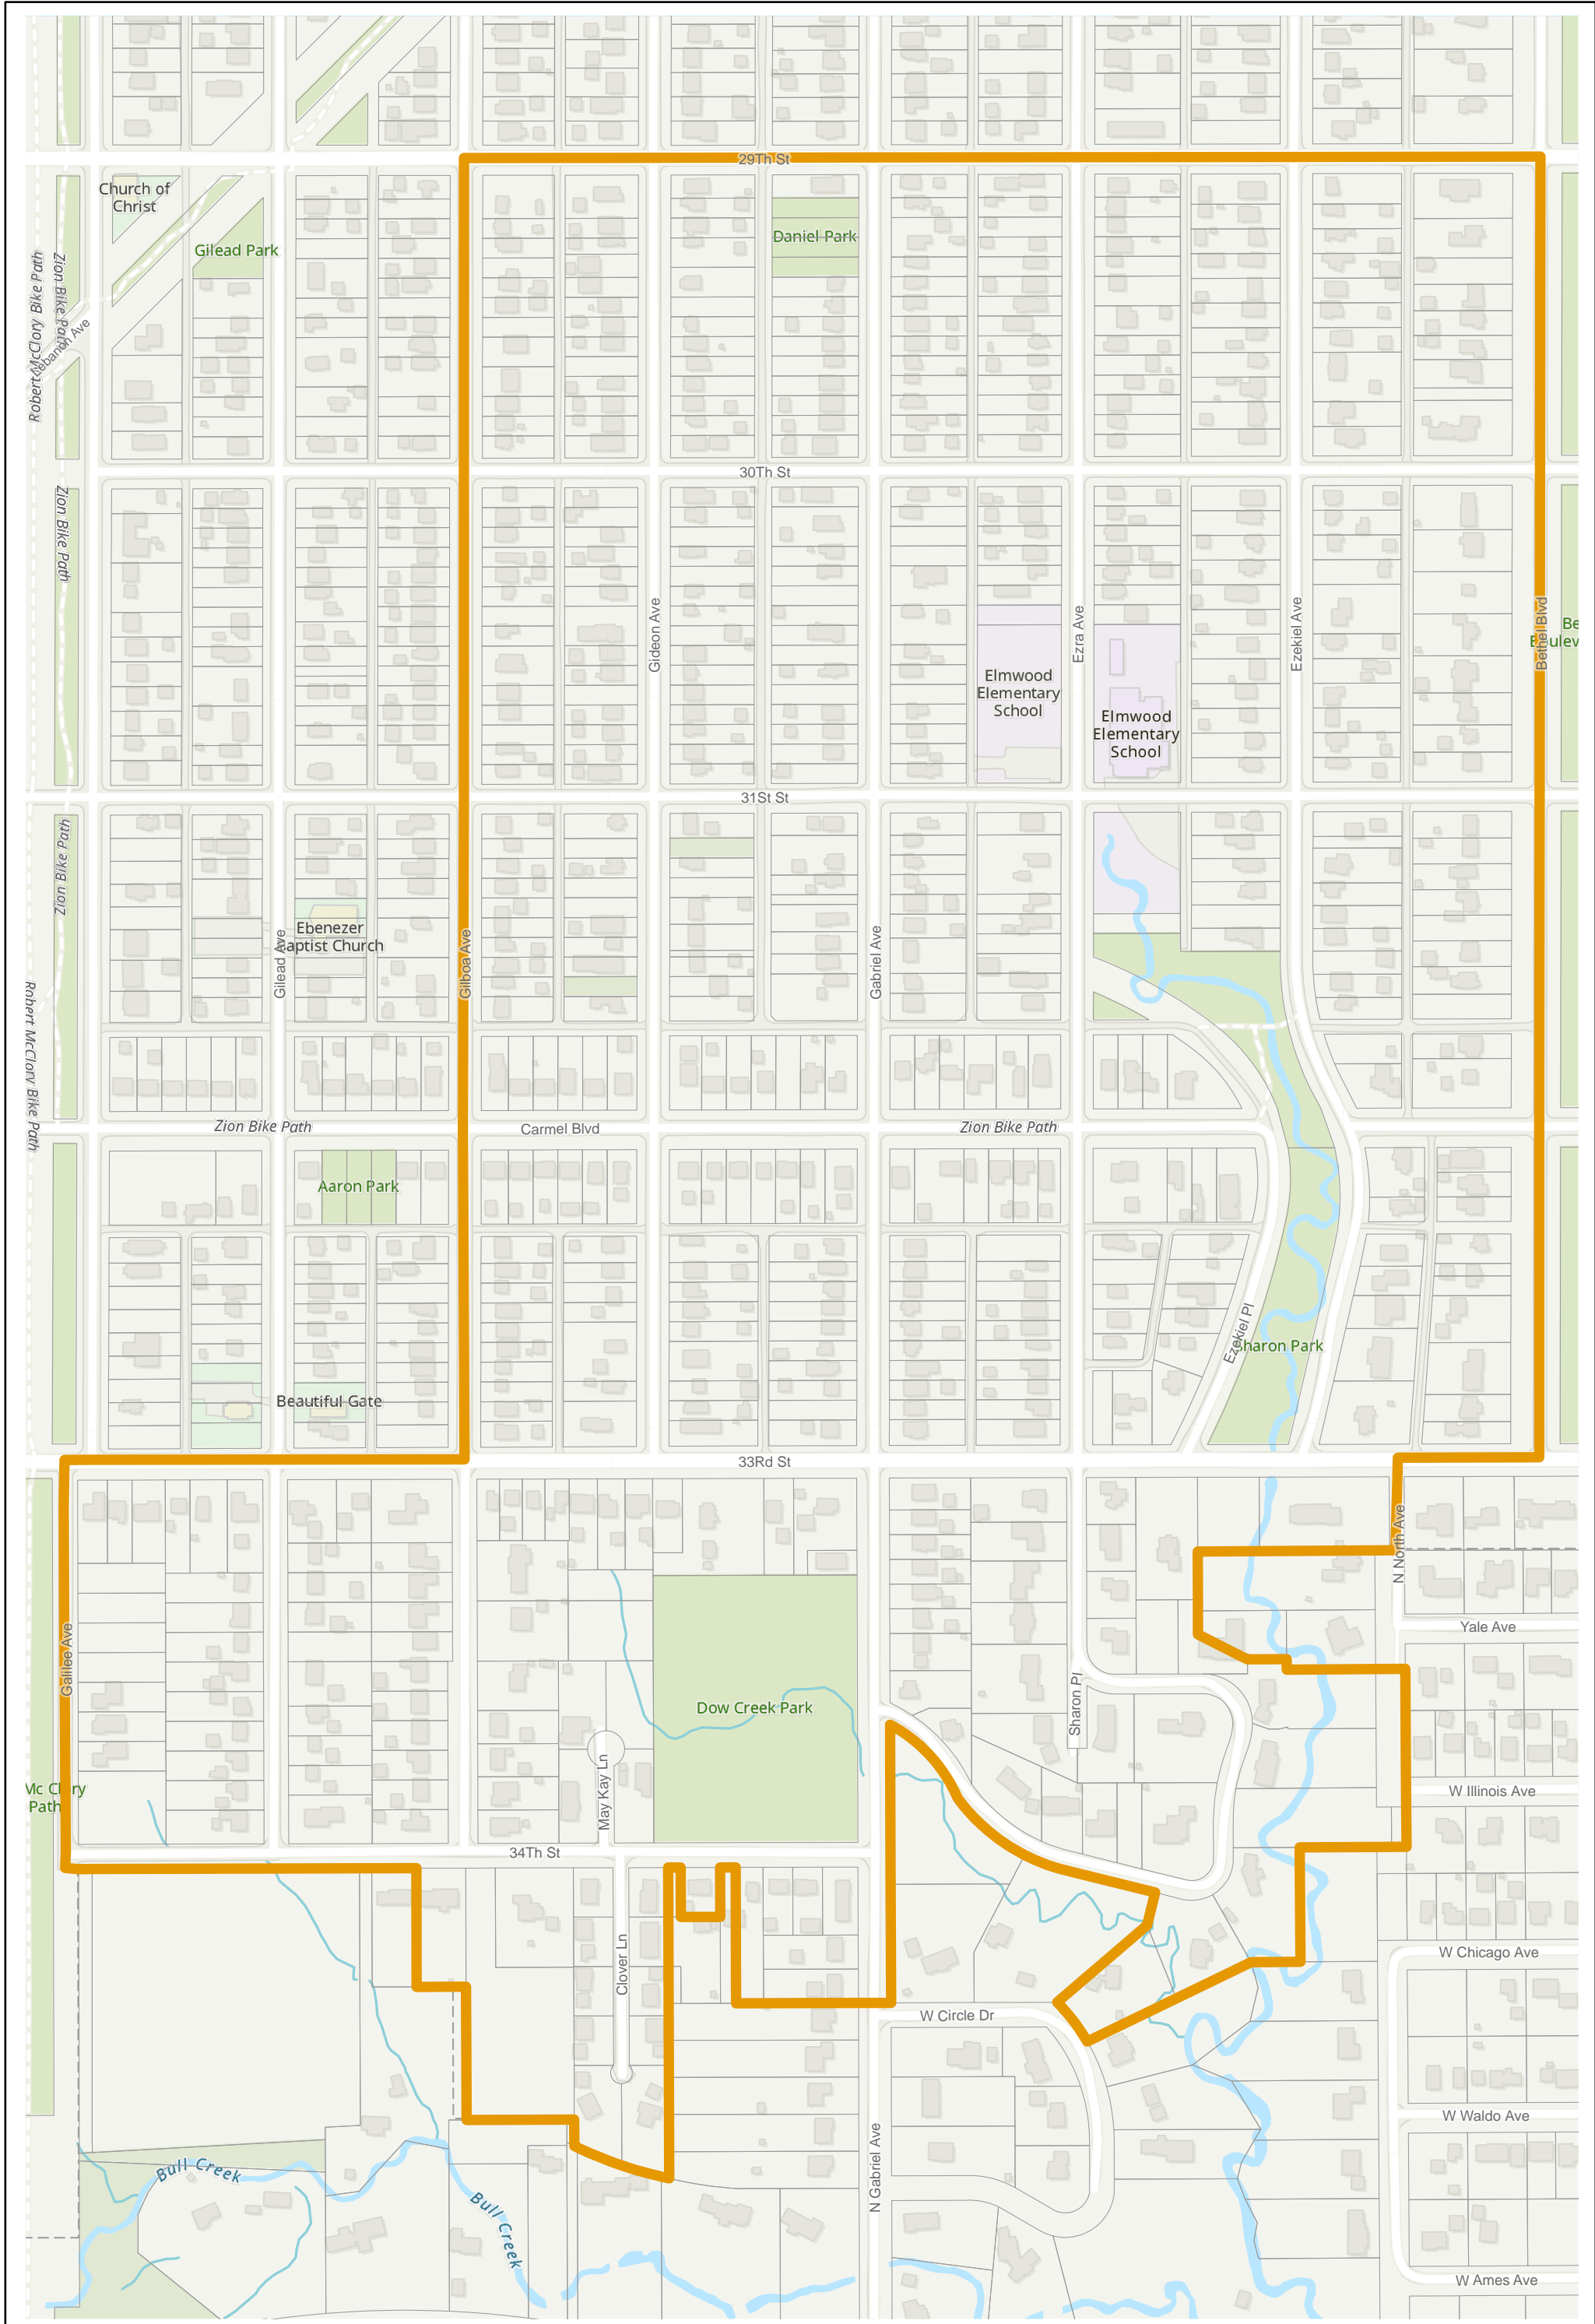 29Th St
Church of
Christ
Gilead Park
Daniel Park
Robert McClory Bike Path
Zion Bike Path
Lebanon Ave
30Th St
Zion Bike Path
Gideon Ave
Ezra Ave
Ezekiel Ave
Bethel Blvd
Elmwood
Elementary
School
Elmwood
Elementary
School
31St St
Zion Bike Path
Ebenezer
Baptist Church
Gilead Ave
Gilboa Ave
Gabriel Ave
Robert McClory Bike Path
Zion Bike Path
Carmel Blvd
Zion Bike Path
Aaron Park
Ezekiel Pl
Sharon Park
Beautiful Gate
33Rd St
N North Ave
Yale Ave
Galilee Ave
Sharon Pl
Dow Creek Park
May Kay Ln
Mc Clory
Path
W Illinois Ave
34Th St
Clover Ln
W Chicago Ave
W Circle Dr
W Waldo Ave
N Gabriel Ave
Bull Creek
Bull Creek
W Ames Ave